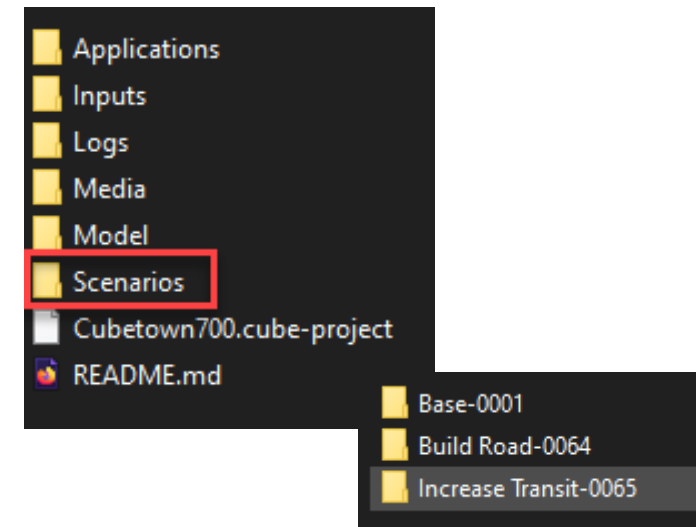 Applications
Inputs
Logs
Media
Model
Scenarios
Cubetown700.cube-project
README.md
Base-0001
Build Road-0064
Increase Transit-0065